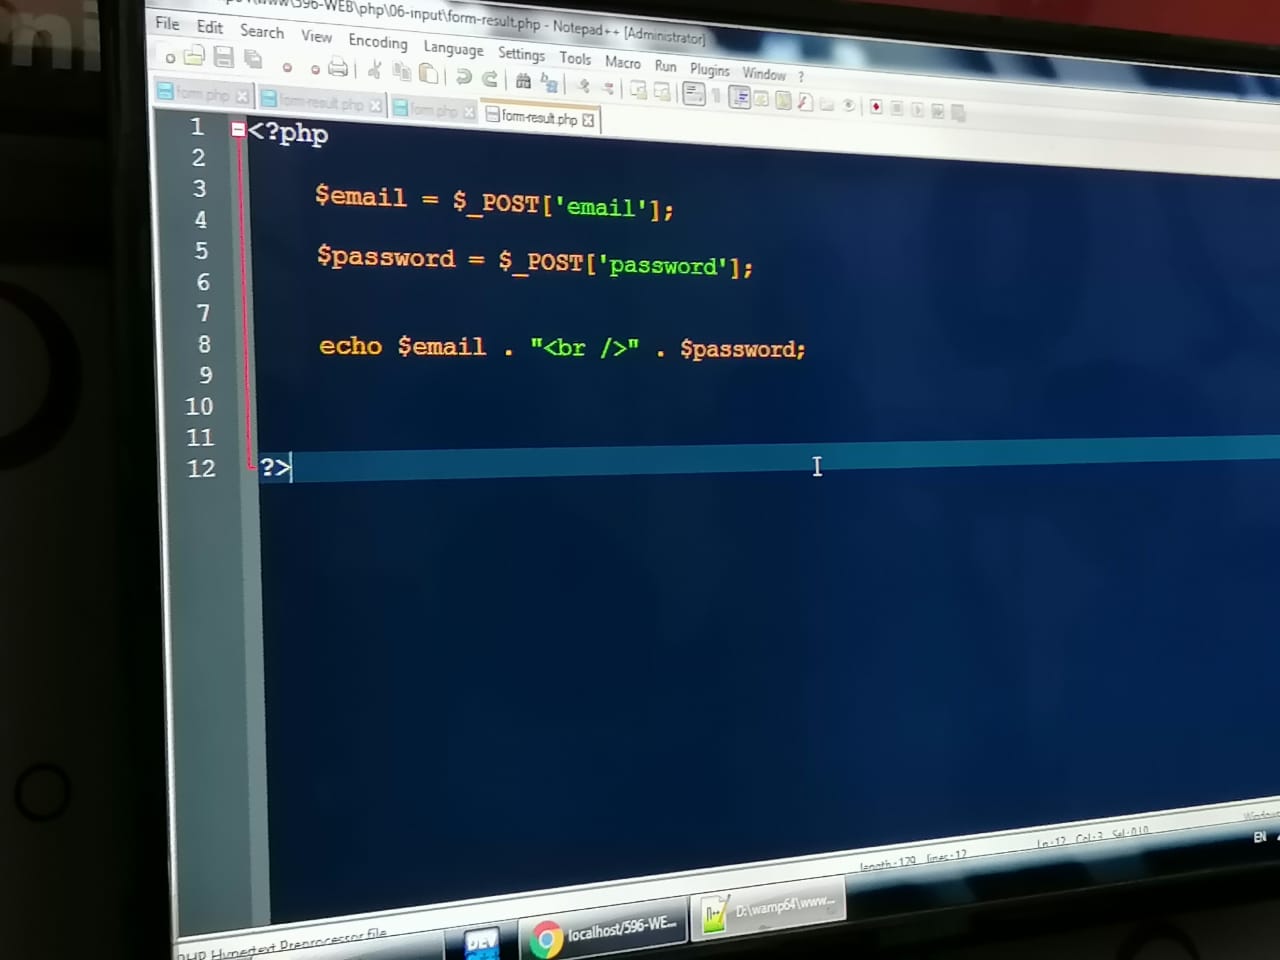 596-WEB\php\06-input\form-result.php - Notepad++ [Administrator]
File Edit Search View Encoding Language Settings Tools Macro Run Plugins Window ?
form.php form-result.php form.php form-result.php
1 <?php
2
3 $email = $_POST['email'];
4
5 $password = $_POST['password'];
6
7
8 echo $email . "<br />" . $password;
9
10
11
12 ?>
length : 129 lines : 12 Ln : 12 Col : 3 Sel : 0 | 0
PHP Hypertext Preprocessor file
EN
DEV
localhost/596-WE...
D:\wamp64\www...